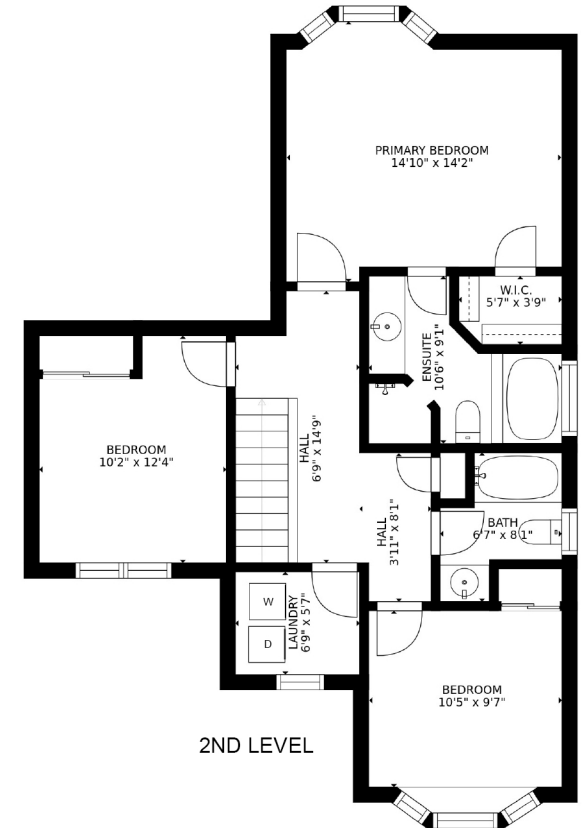 PRIMARY BEDROOM
14'10" x 14'2"
W.I.C.
5'7" x 3'9"
ENSUITE
10'6" x 9'1"
BEDROOM
10'2" x 12'4"
HALL
6'9" x 14'9"
HALL
3'11" x 8'1"
BATH
6'7" x 8'1"
W
D
LAUNDRY
6'9" x 5'7"
BEDROOM
10'5" x 9'7"
2ND LEVEL